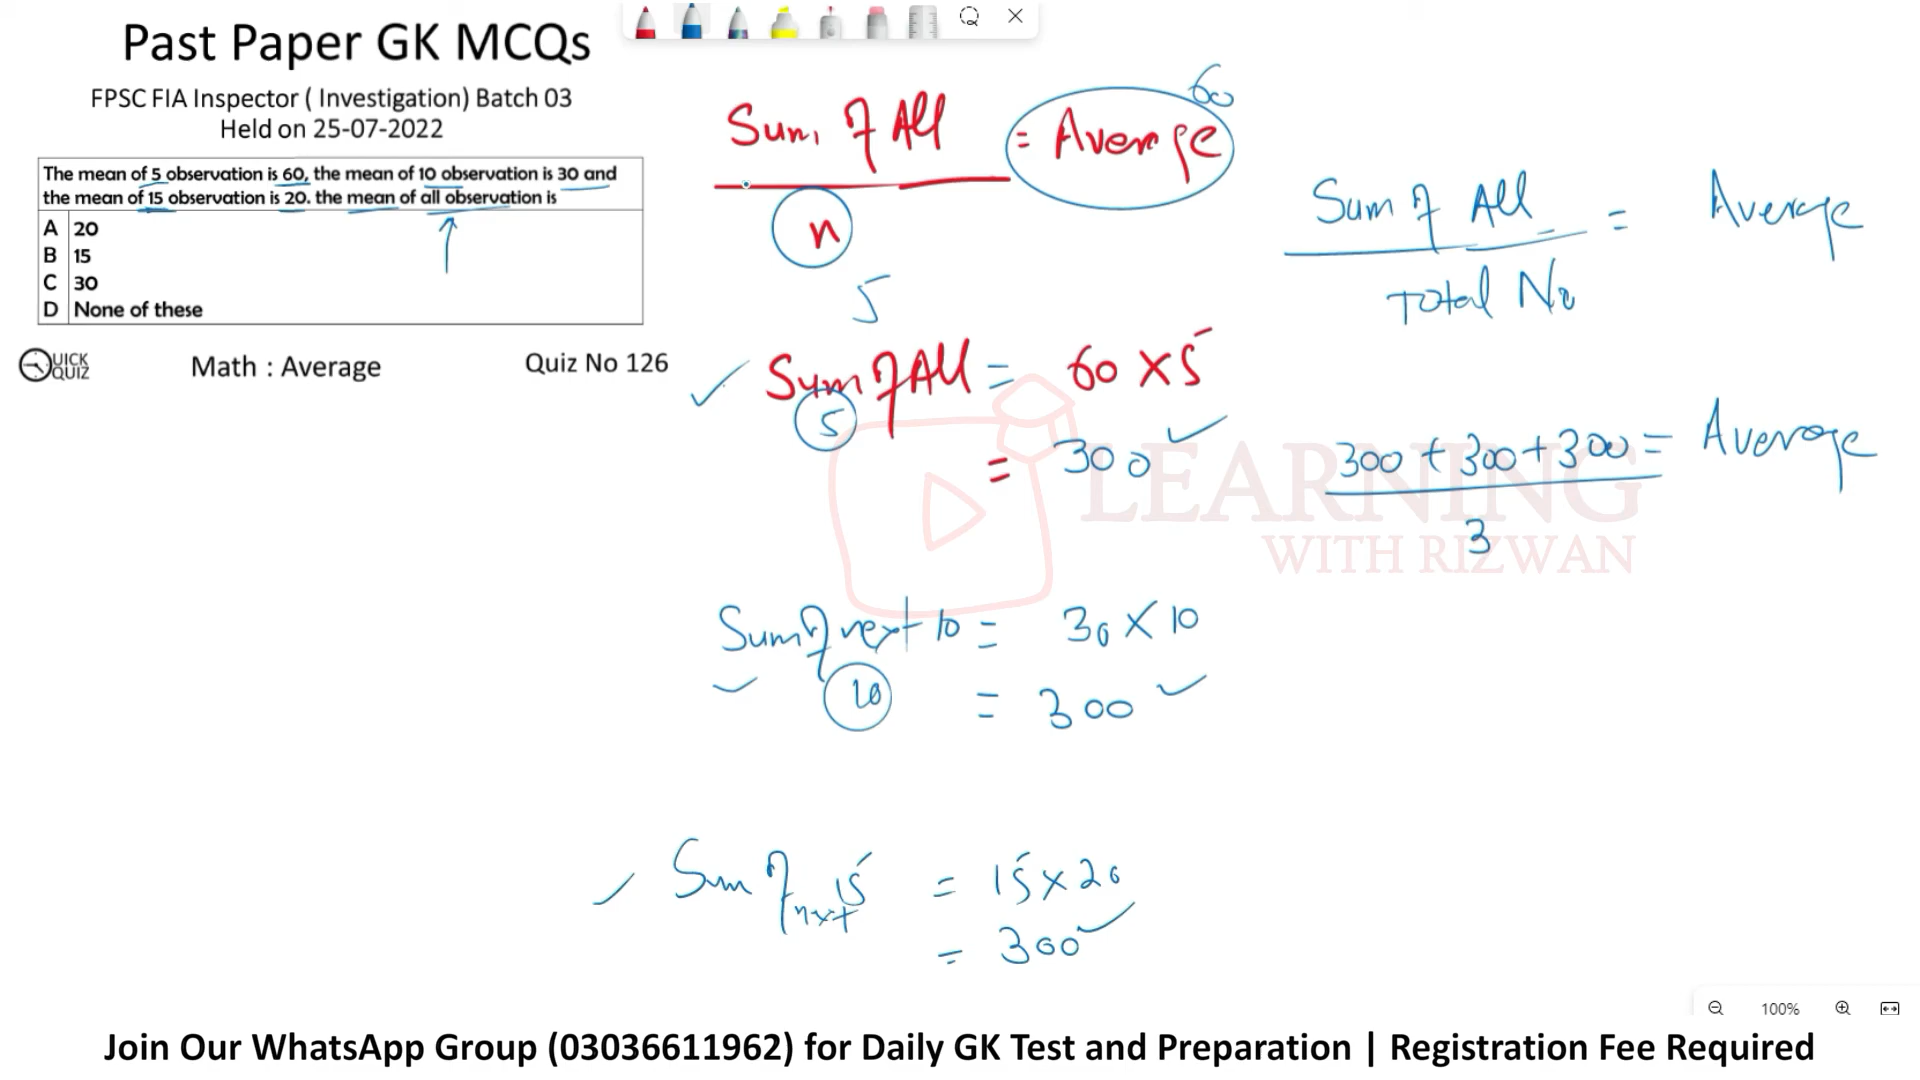 Past Paper GK MCQs
FPSC FIA Inspector ( Investigation) Batch 03
Held on 25-07-2022
The mean of 5 observation is 60, the mean of 10 observation is 30 and
the mean of 15 observation is 20. the mean of all observation is
A 20
B 15
C 30
D None of these
QUICK
QUIZ
Math : Average
Quiz No 126
Sum of All = Average 60
n
5
Sum of All = 60 × 5
5
= 300
Sum of next 10 = 30 × 10
10 = 300
Sum of next 15 = 15 × 20
= 300
Sum of All = Average
Total No
300 + 300 + 300 = Average
3
LEARNING
WITH RIZWAN
100%
Join Our WhatsApp Group (03036611962) for Daily GK Test and Preparation | Registration Fee Required